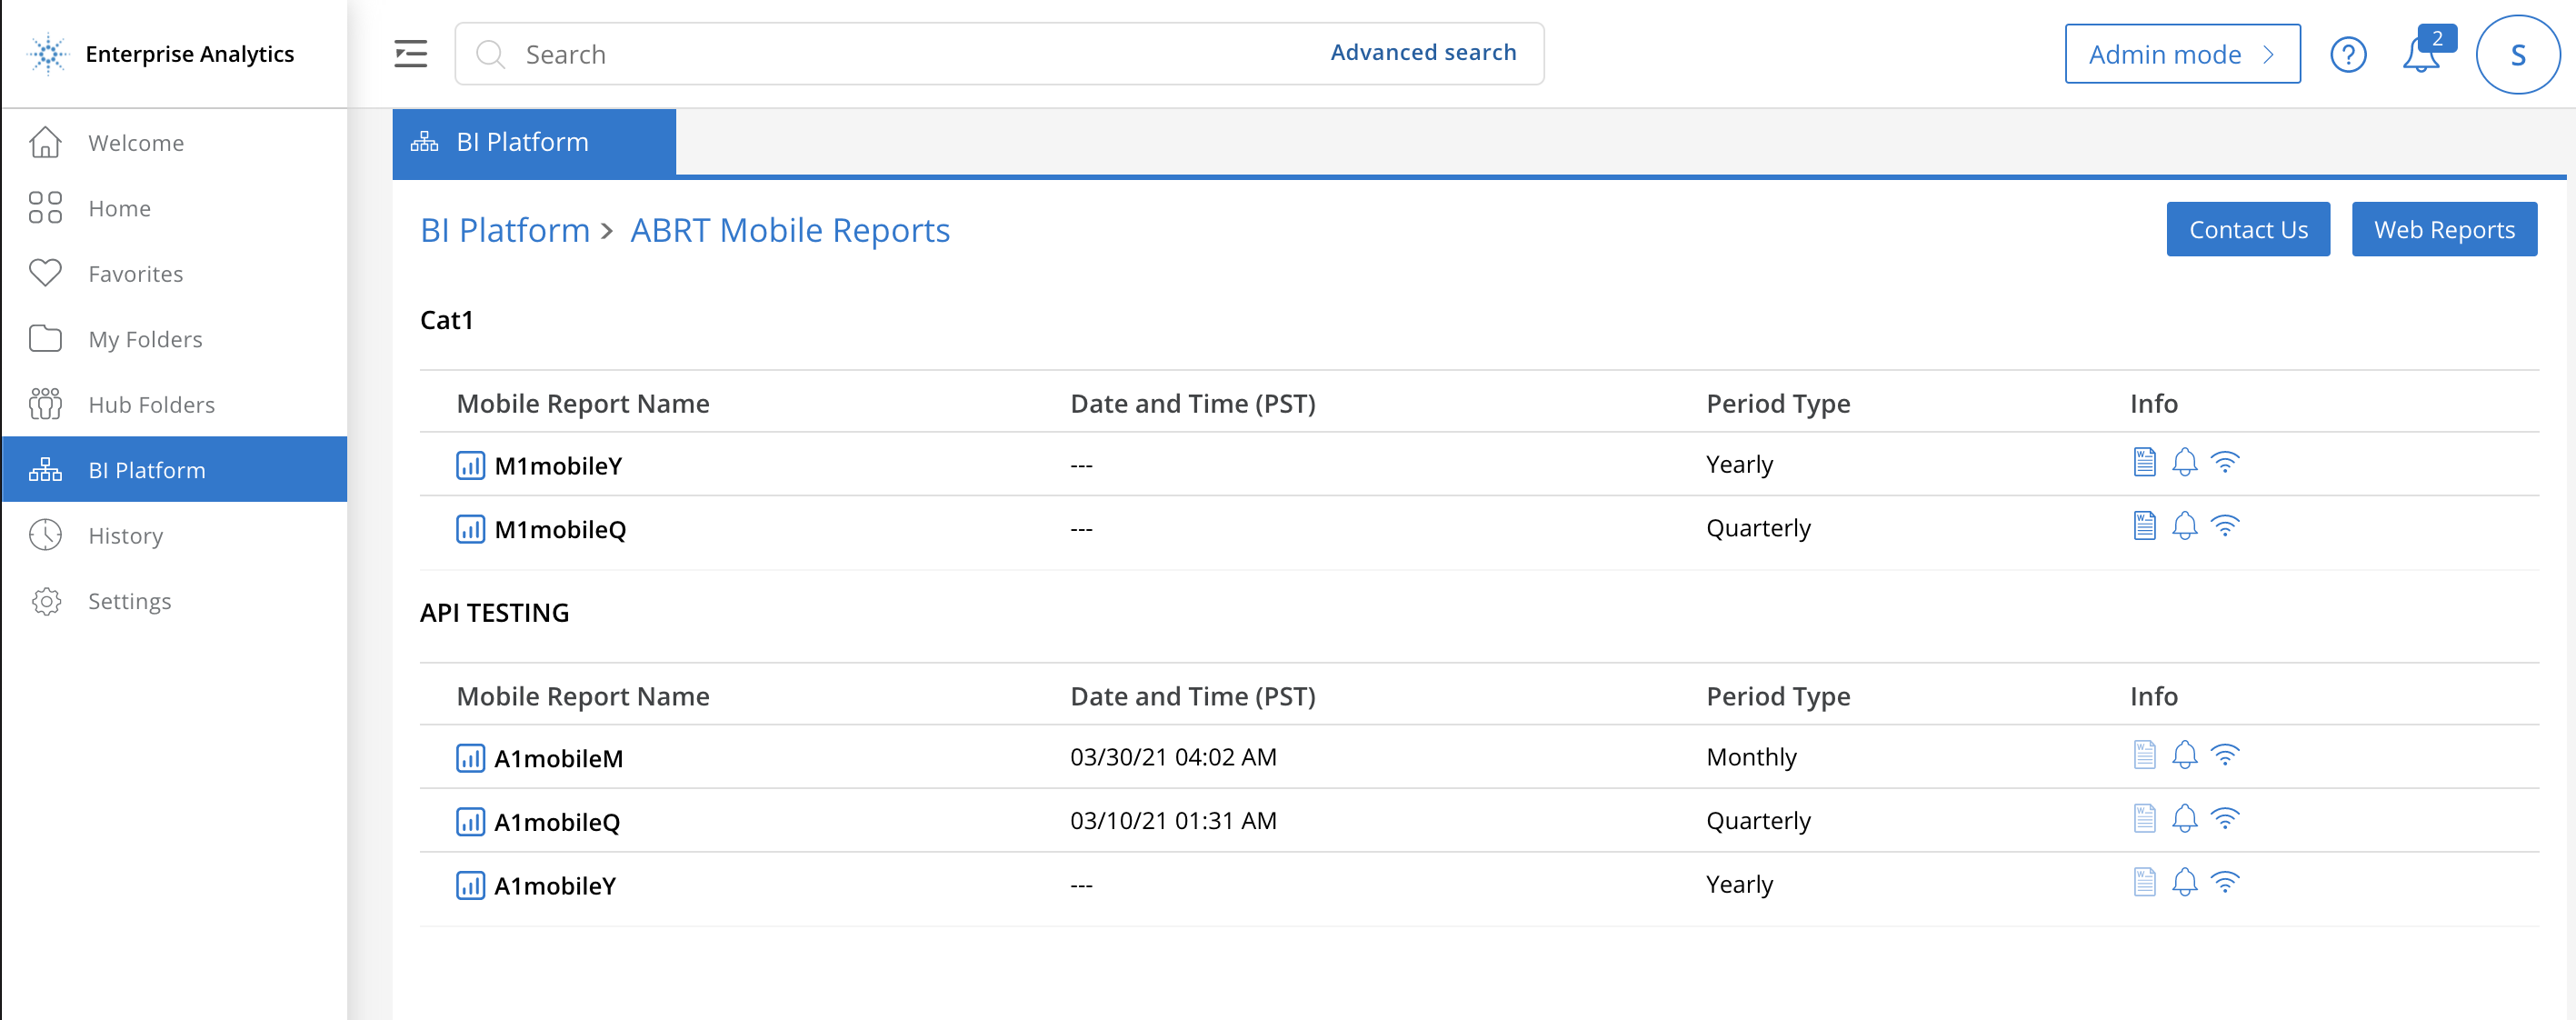 Enterprise Analytics
Search
Advanced search
Admin mode
2
S
Welcome
Home
Favorites
My Folders
Hub Folders
BI Platform
History
Settings
BI Platform
BI Platform > ABRT Mobile Reports
Contact Us
Web Reports
Cat1
Mobile Report Name Date and Time (PST) Period Type Info
M1mobileY --- Yearly
M1mobileQ --- Quarterly
API TESTING
Mobile Report Name Date and Time (PST) Period Type Info
A1mobileM 03/30/21 04:02 AM Monthly
A1mobileQ 03/10/21 01:31 AM Quarterly
A1mobileY --- Yearly